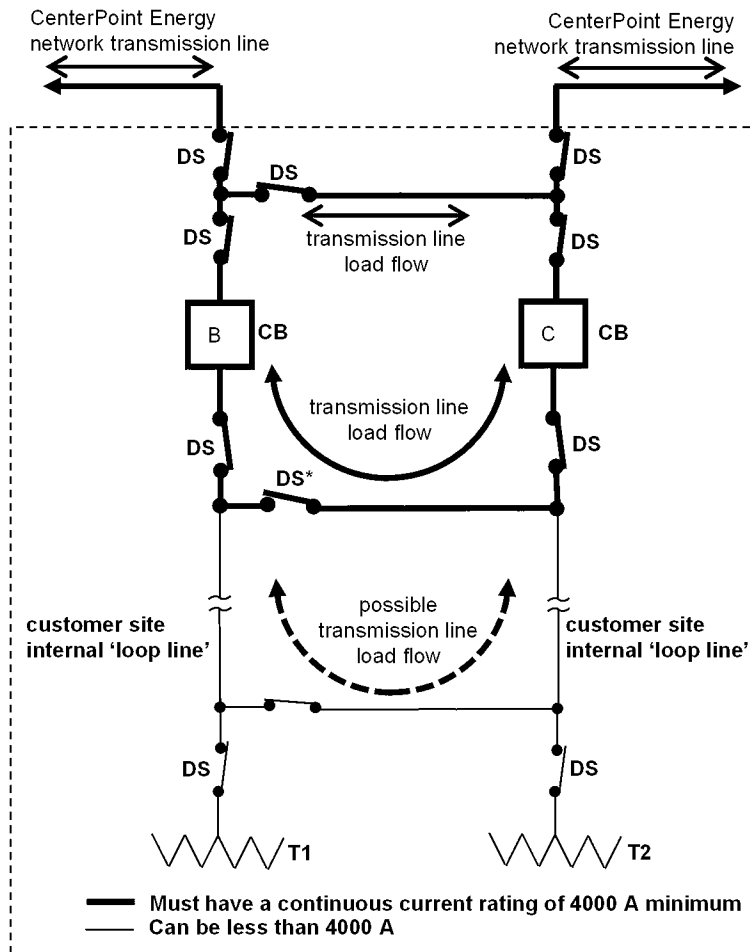 CenterPoint Energy
network transmission line
CenterPoint Energy
network transmission line
DS
DS
DS
DS
DS
transmission line
load flow
B
CB
C
CB
transmission line
load flow
DS
DS
DS*
possible
transmission line
load flow
customer site
internal ‘loop line’
customer site
internal ‘loop line’
DS
DS
T1
T2
Must have a continuous current rating of 4000 A minimum
Can be less than 4000 A